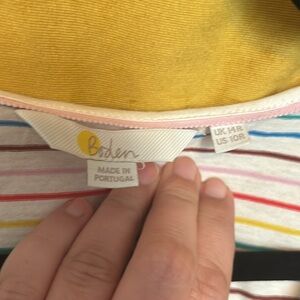 Boden
MADE IN
PORTUGAL
UK 14R
US 10R